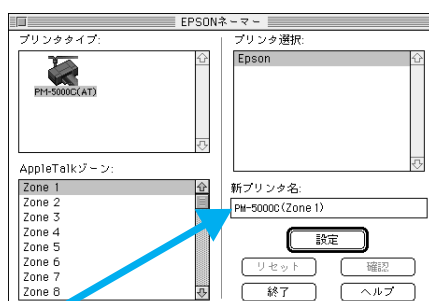 EPSONネーマー
プリンタタイプ:
PM-5000C(AT)
AppleTalkゾーン:
Zone 1
Zone 2
Zone 3
Zone 4
Zone 5
Zone 6
Zone 7
Zone 8
プリンタ選択:
Epson
新プリンタ名:
PM-5000C(Zone 1)
設定
リセット
確認
終了
ヘルプ